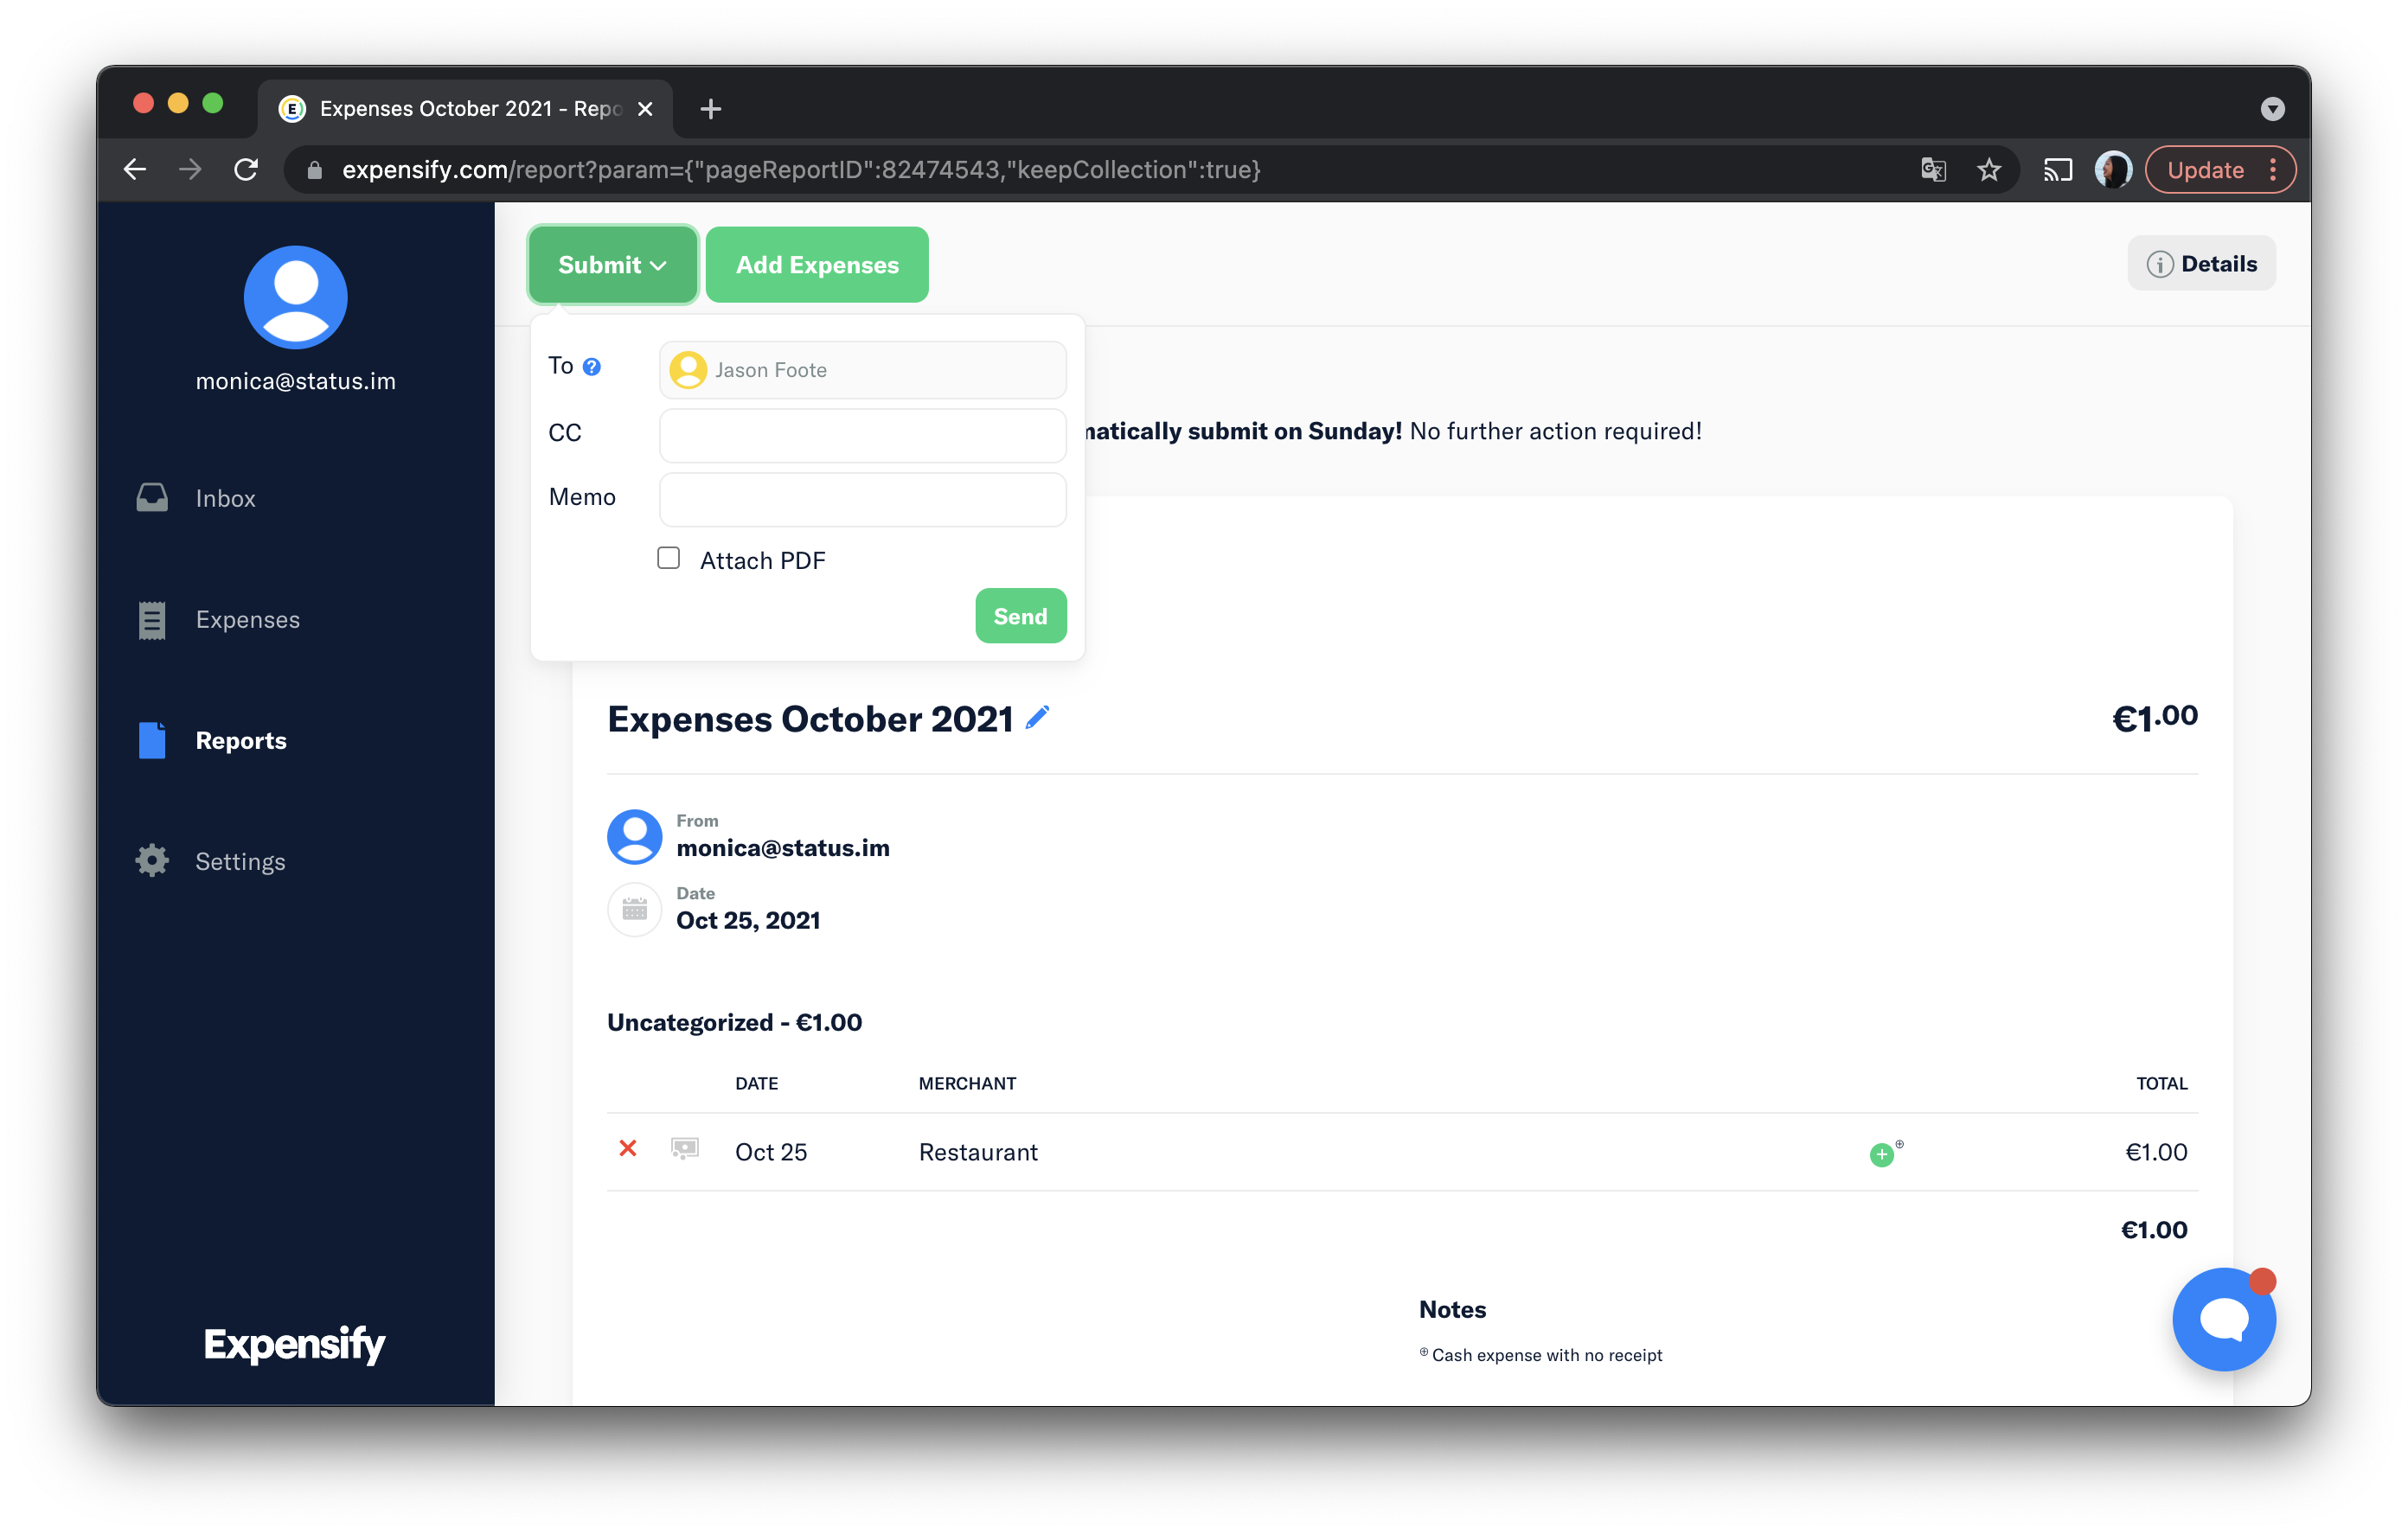 Expenses October 2021 - Repo
expensify.com/report?param={"pageReportID":82474543,"keepCollection":true}
Update
monica@status.im
Inbox
Expenses
Reports
Settings
Expensify
Submit
Add Expenses
Details
To
Jason Foote
CC
Memo
Attach PDF
Send
matically submit on Sunday! No further action required!
Expenses October 2021
€1.00
From
monica@status.im
Date
Oct 25, 2021
Uncategorized - €1.00
DATE MERCHANT TOTAL
Oct 25 Restaurant €1.00
€1.00
Notes
⊕ Cash expense with no receipt